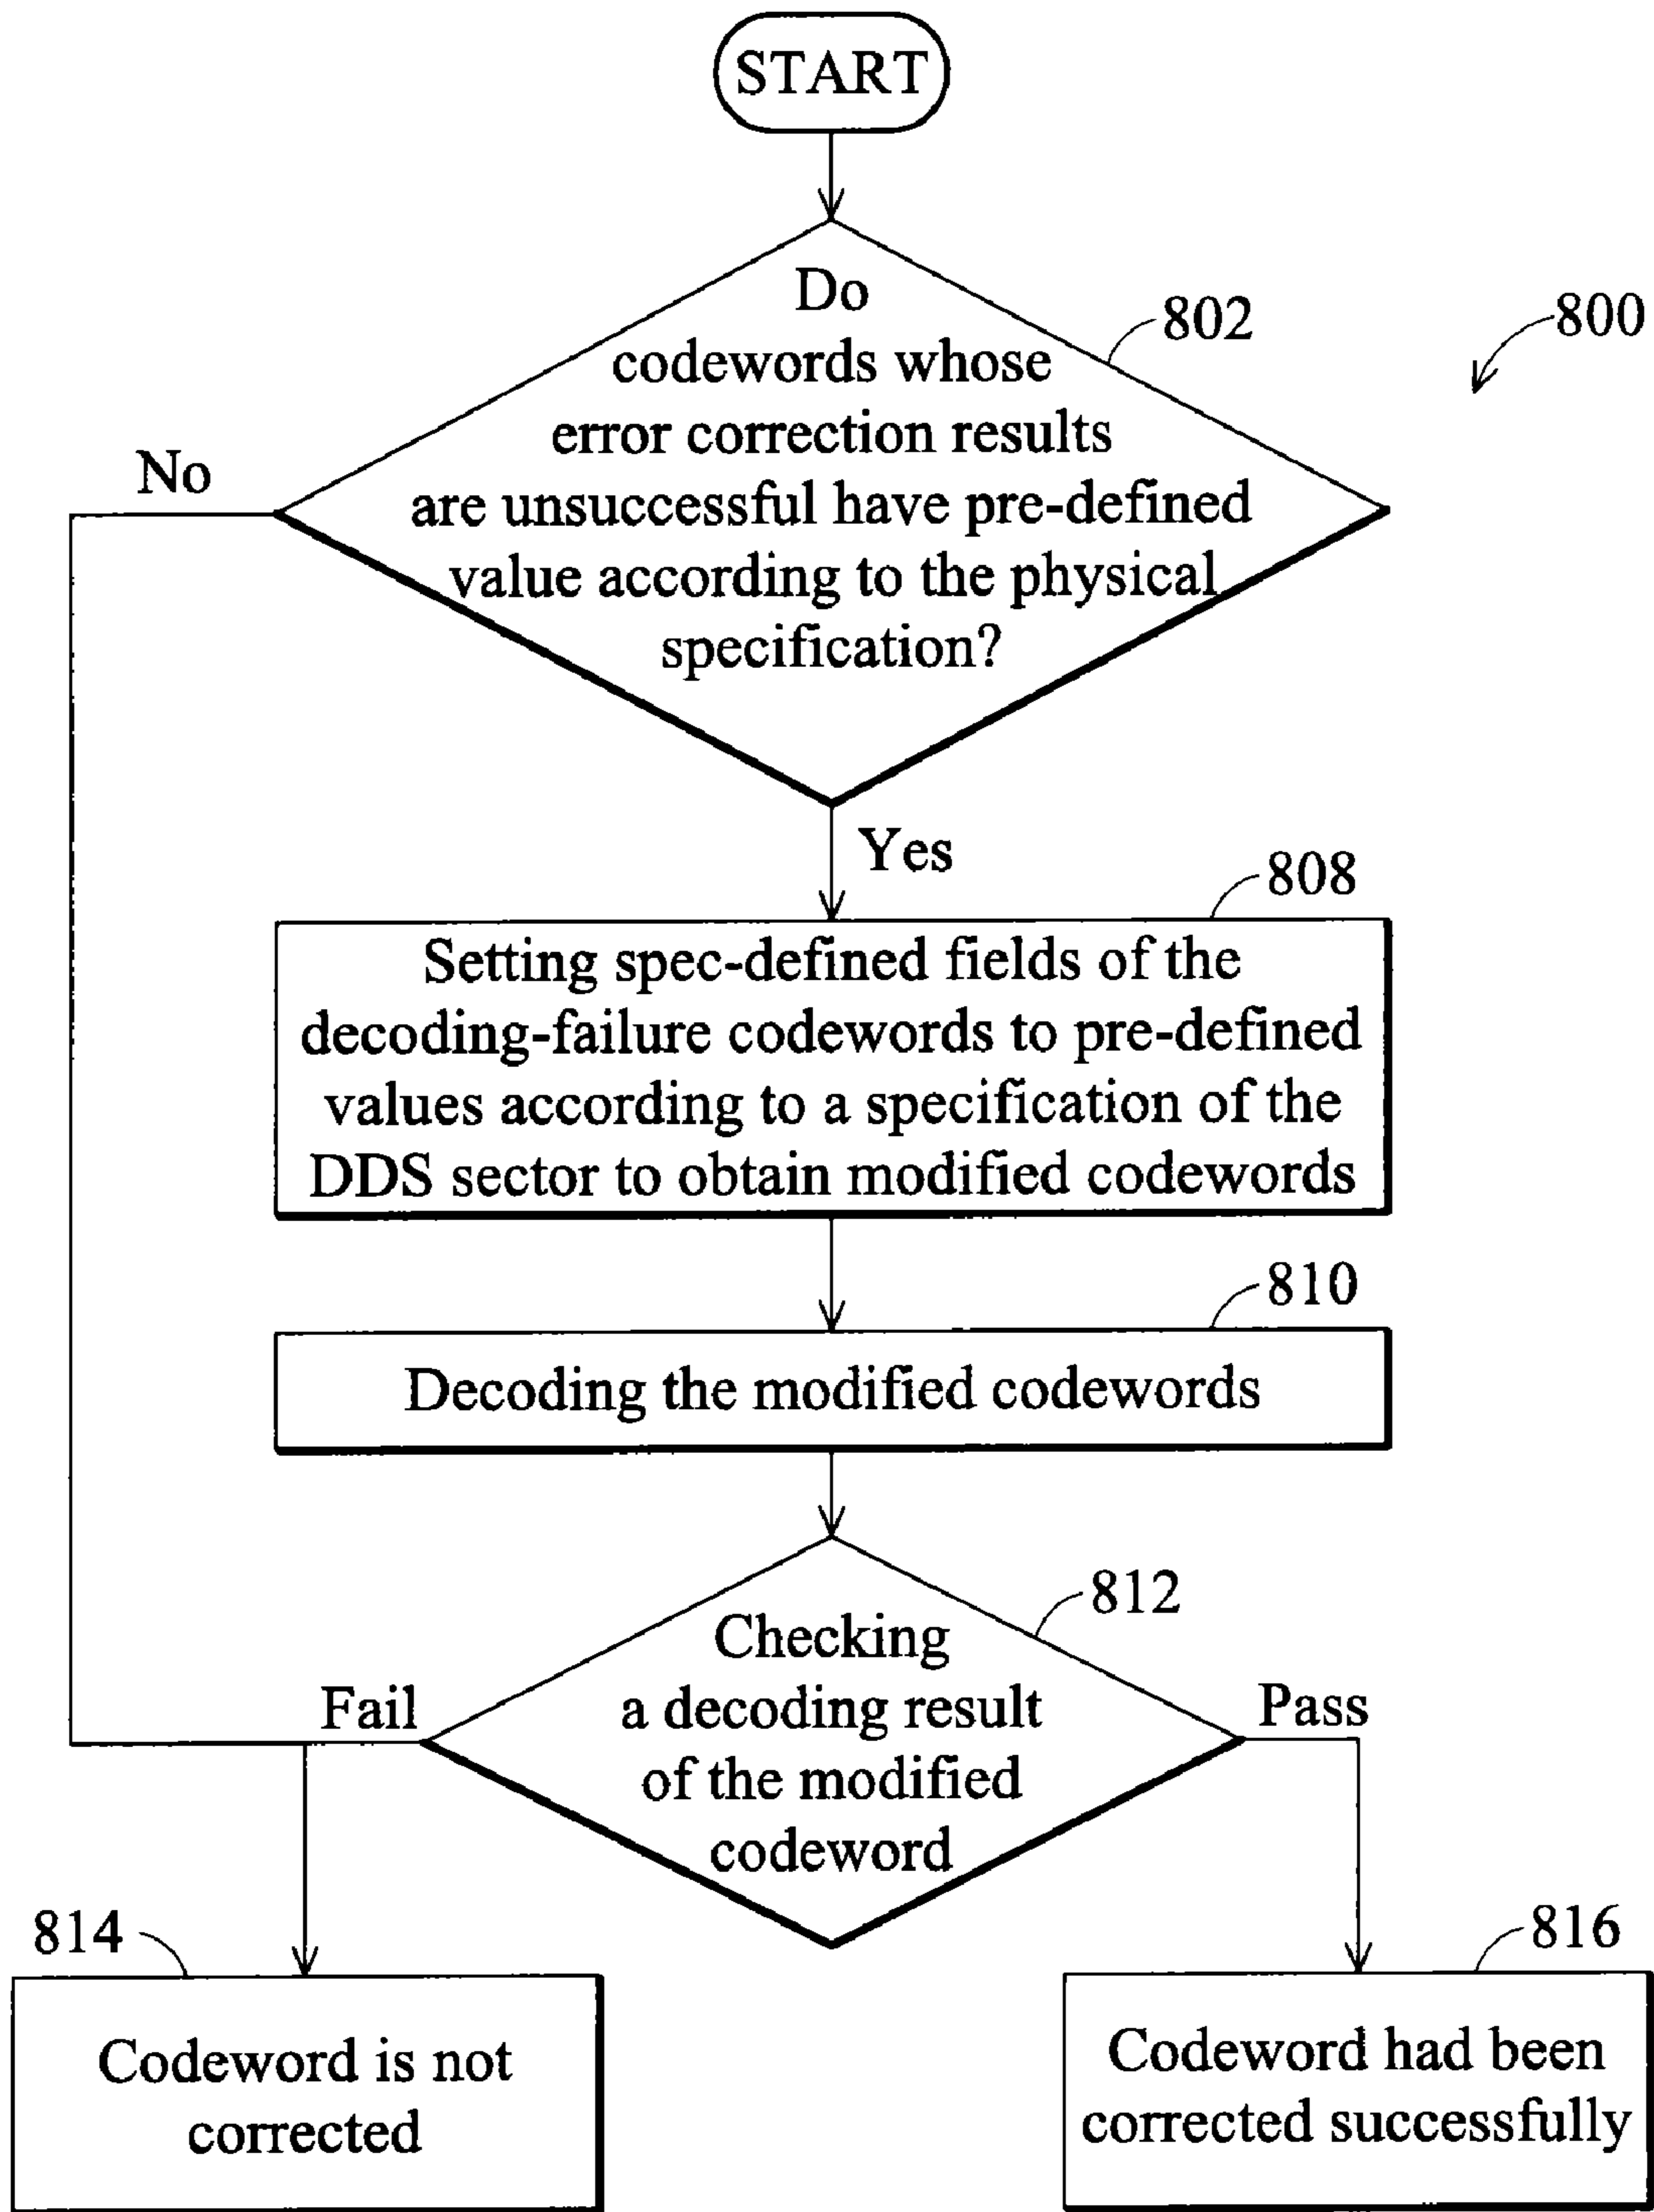 START
Do
codewords whose
error correction results
are unsuccessful have pre-defined
value according to the physical
specification?
802
800
No
Yes
808
Setting spec-defined fields of the
decoding-failure codewords to pre-defined
values according to a specification of the
DDS sector to obtain modified codewords
810
Decoding the modified codewords
812
Checking
a decoding result
of the modified
codeword
Fail
Pass
814
Codeword is not
corrected
816
Codeword had been
corrected successfully